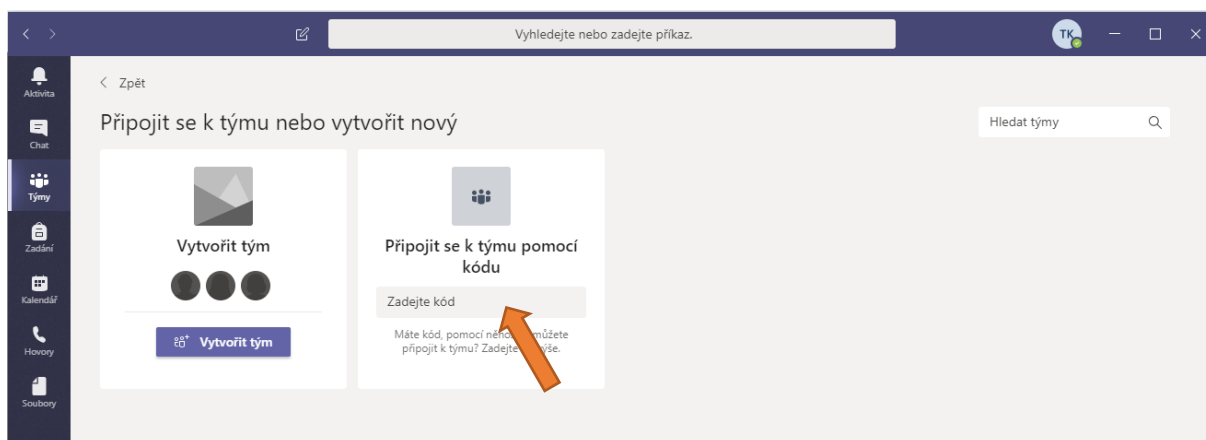 Vyhledejte nebo zadejte příkaz.
TK
Aktivita
Chat
Týmy
Zadání
Kalendář
Hovory
Soubory
Zpět
Připojit se k týmu nebo vytvořit nový
Hledat týmy
Vytvořit tým
Vytvořit tým
Připojit se k týmu pomocí
kódu
Zadejte kód
Máte kód, pomocí můžete
připojit k týmu? Zadejte výše.